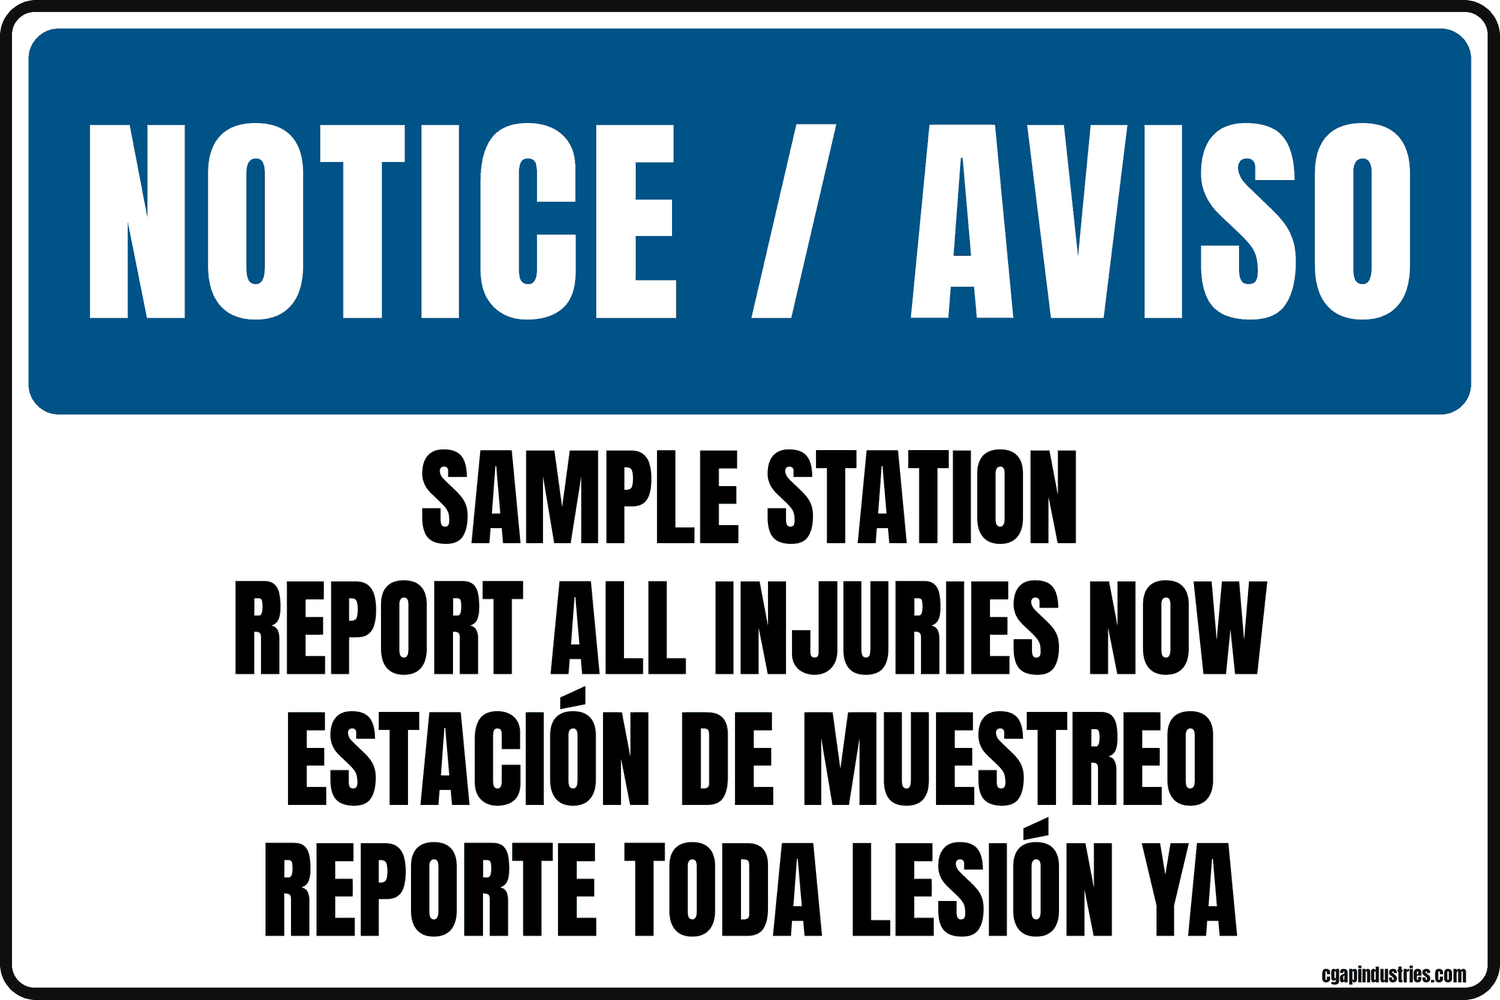 NOTICE / AVISO
SAMPLE STATION
REPORT ALL INJURIES NOW
ESTACIÓN DE MUESTREO
REPORTE TODA LESIÓN YA
cgapindustries.com